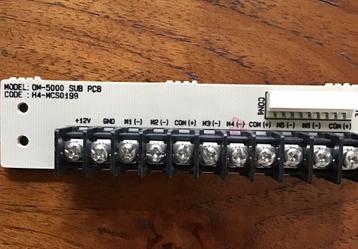 MODEL: OM-5000 SUB PCB
CODE : H4-MCS0199
CON4
+12V GND M1(-) M2(-) COM(+) M3(-) M4(-) COM(+) M5(-) M6(-) COM(+)